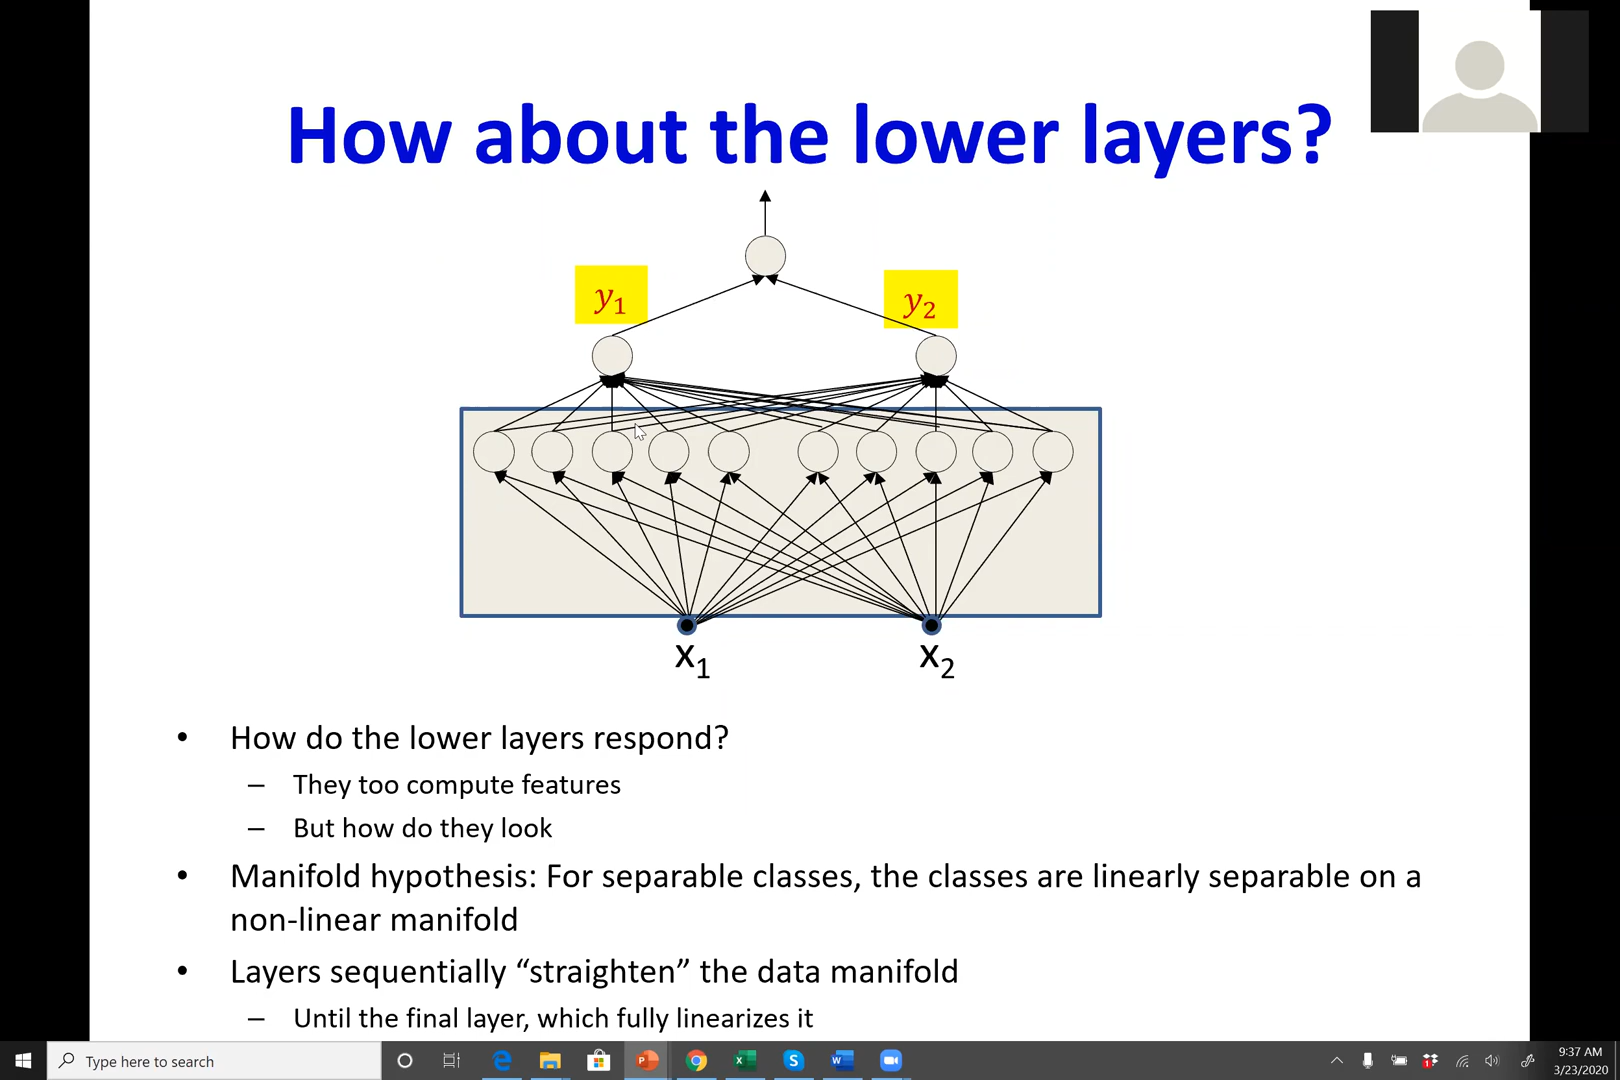 How about the lower layers?
y₁
y₂
x₁
x₂
• How do the lower layers respond?
– They too compute features
– But how do they look
• Manifold hypothesis: For separable classes, the classes are linearly separable on a
non-linear manifold
• Layers sequentially “straighten” the data manifold
– Until the final layer, which fully linearizes it
Type here to search
9:37 AM
3/23/2020